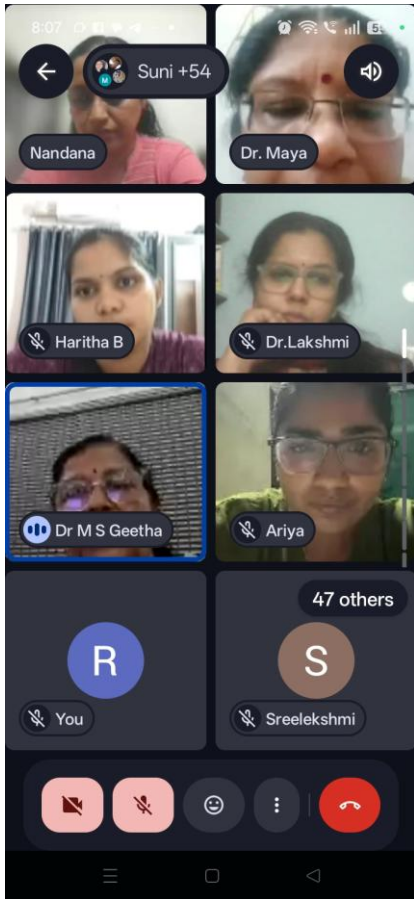 8:07
Suni +54
M
Nandana
Dr. Maya
Haritha B
Dr.Lakshmi
Dr M S Geetha
Ariya
47 others
R
S
You
Sreelekshmi